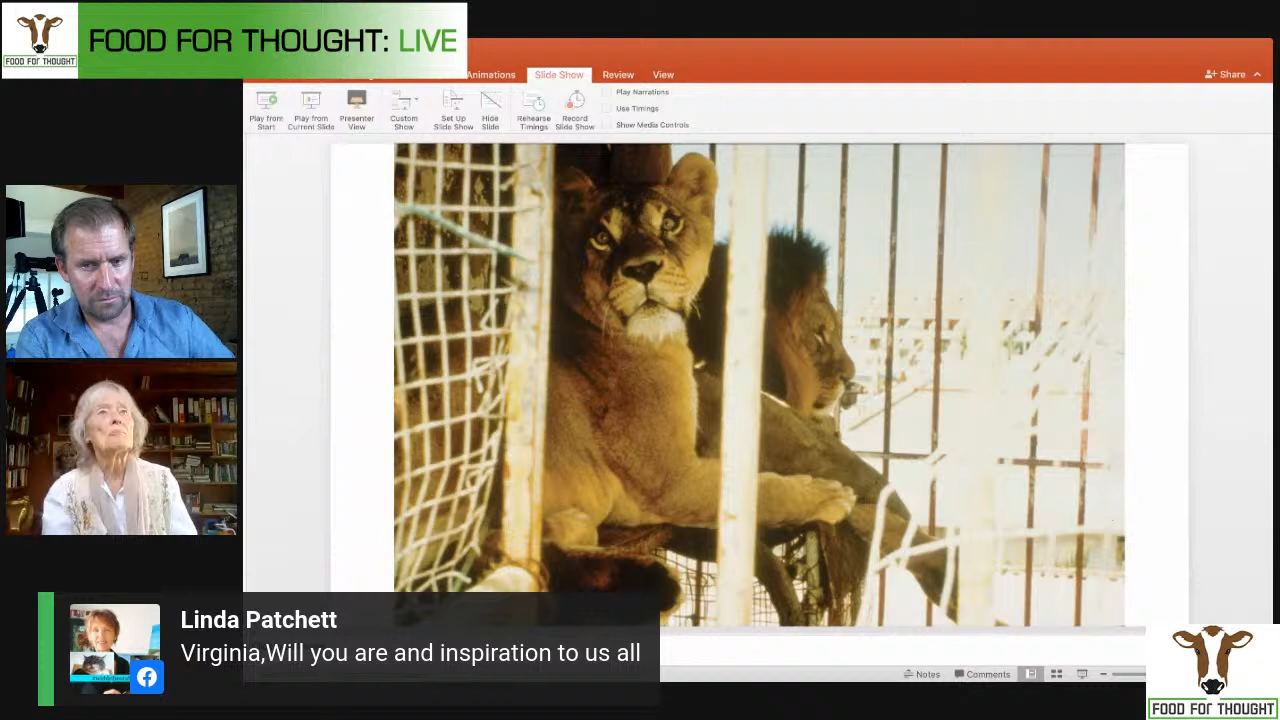 FOOD FOR THOUGHT
FOOD FOR THOUGHT: LIVE
Animations
Slide Show
Review
View
Share
Play from
Start
Play from
Current Slide
Presenter
View
Custom
Show
Set Up
Slide Show
Hide
Slide
Rehearse
Timings
Record
Slide Show
Play Narrations
Use Timings
Show Media Controls
Linda Patchett
Virginia,Will you are and inspiration to us all
Notes
Comments
FOOD FOR THOUGHT